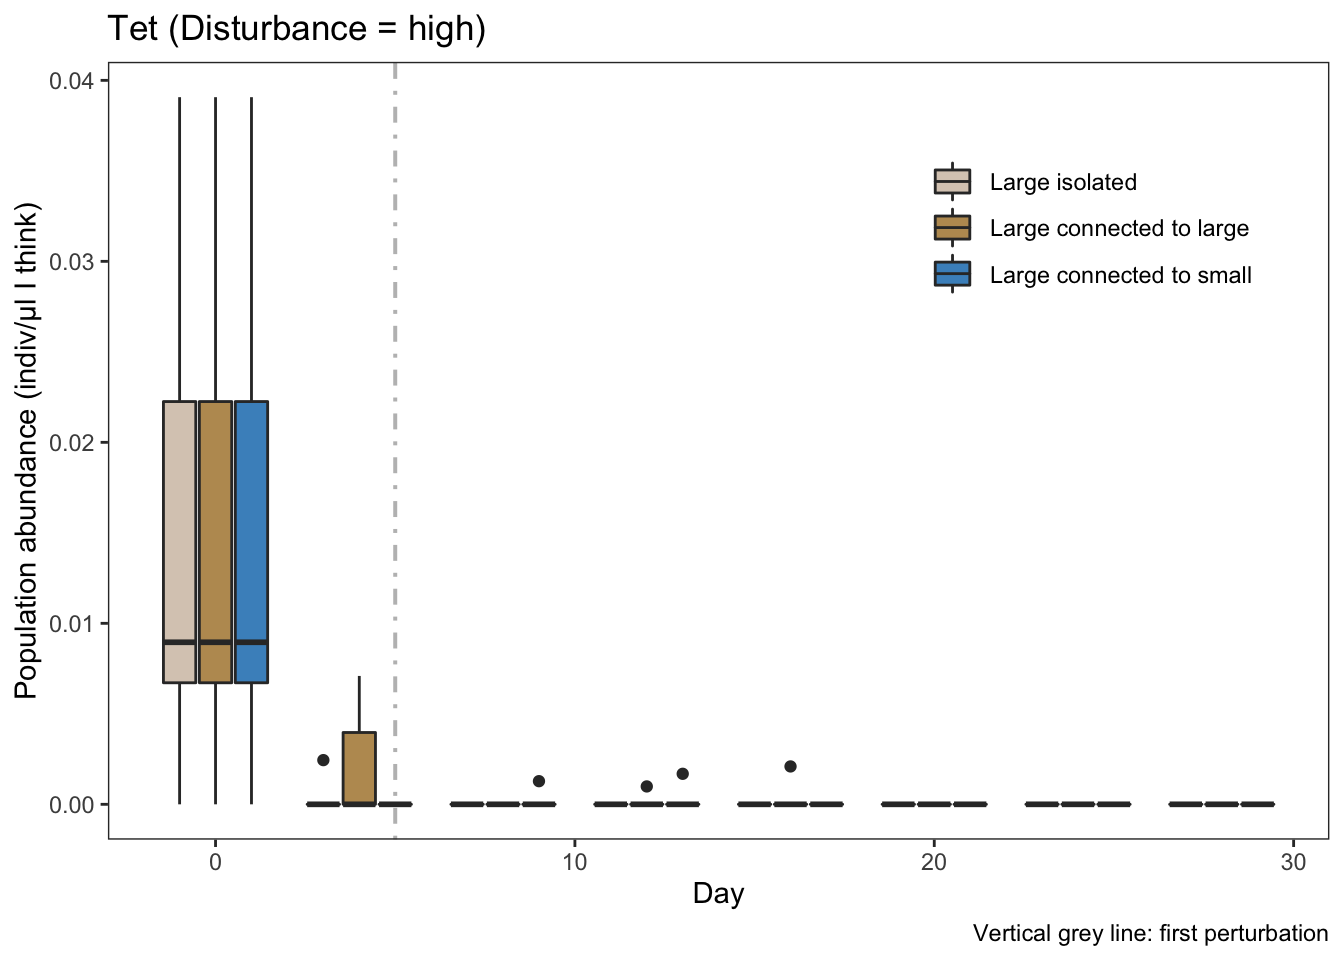 Tet (Disturbance = high)
Population abundance (indiv/µl I think)
0.04
0.03
0.02
0.01
0.00
Large isolated
Large connected to large
Large connected to small
0
10
20
30
Day
Vertical grey line: first perturbation